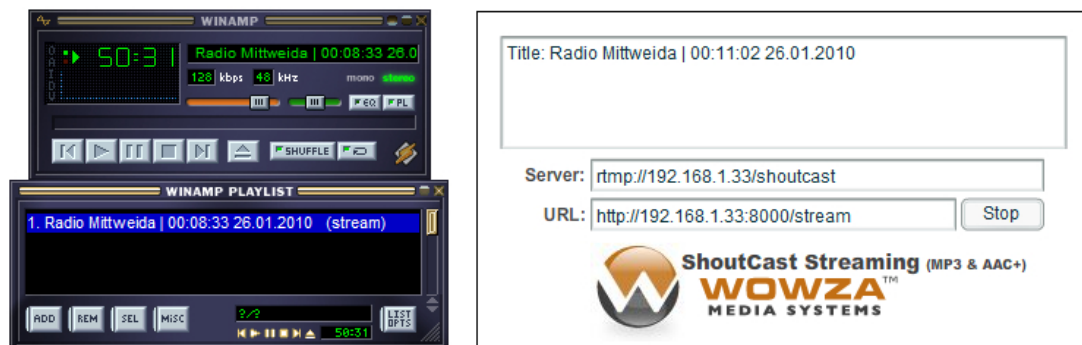 WINAMP
OAIDU
50:31
Radio Mittweida | 00:08:33 26.0
128 kbps 48 kHz mono stereo
EQ PL
SHUFFLE
WINAMP PLAYLIST
1. Radio Mittweida | 00:08:33 26.01.2010 (stream)
ADD REM SEL MISC
?/?
50:31
LIST OPTS
Title: Radio Mittweida | 00:11:02 26.01.2010
Server: rtmp://192.168.1.33/shoutcast
URL: http://192.168.1.33:8000/stream Stop
ShoutCast Streaming (MP3 & AAC+)
WOWZA™
MEDIA SYSTEMS